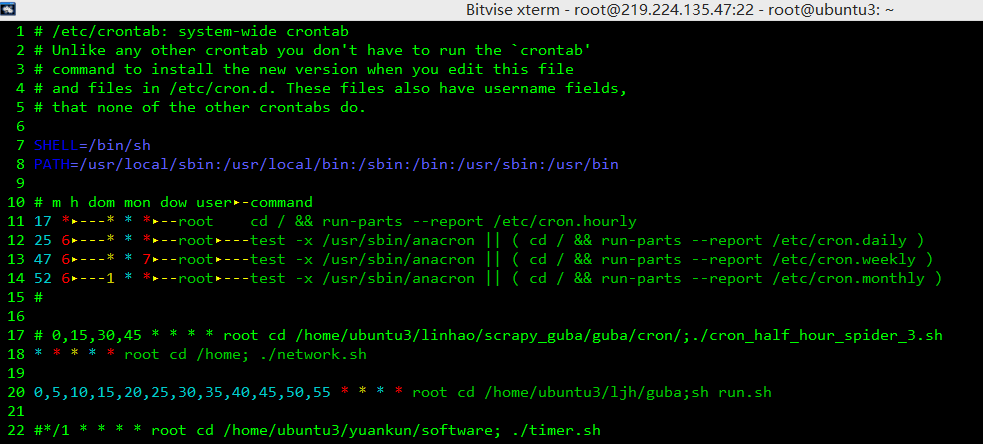 Bitvise xterm - root@219.224.135.47:22 - root@ubuntu3: ~
1 # /etc/crontab: system-wide crontab
2 # Unlike any other crontab you don't have to run the `crontab'
3 # command to install the new version when you edit this file
4 # and files in /etc/cron.d. These files also have username fields,
5 # that none of the other crontabs do.
6
7 SHELL=/bin/sh
8 PATH=/usr/local/sbin:/usr/local/bin:/sbin:/bin:/usr/sbin:/usr/bin
9
10 # m h dom mon dow user▸-command
11 17 *▸----* * *▸--root    cd / && run-parts --report /etc/cron.hourly
12 25 6▸----* * *▸--root▸---test -x /usr/sbin/anacron || ( cd / && run-parts --report /etc/cron.daily )
13 47 6▸----* * 7▸--root▸---test -x /usr/sbin/anacron || ( cd / && run-parts --report /etc/cron.weekly )
14 52 6▸----1 * *▸--root▸---test -x /usr/sbin/anacron || ( cd / && run-parts --report /etc/cron.monthly )
15 #
16
17 # 0,15,30,45 * * * * root cd /home/ubuntu3/linhao/scrapy_guba/guba/cron/;./cron_half_hour_spider_3.sh
18 * * * * * root cd /home; ./network.sh
19
20 0,5,10,15,20,25,30,35,40,45,50,55 * * * * root cd /home/ubuntu3/ljh/guba;sh run.sh
21
22 #*/1 * * * * root cd /home/ubuntu3/yuankun/software; ./timer.sh